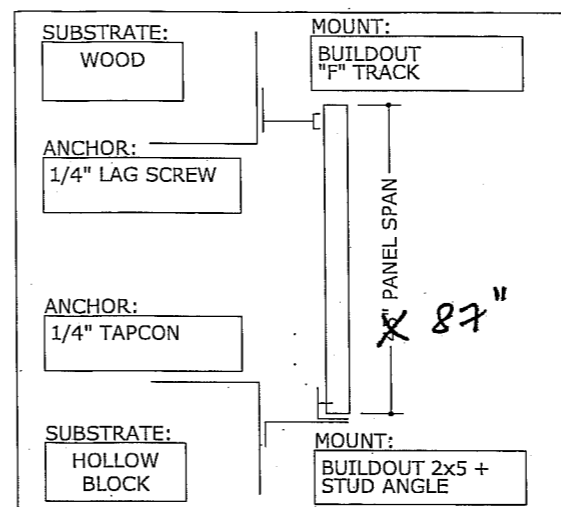 SUBSTRATE:
WOOD
MOUNT:
BUILDOUT
"F" TRACK
ANCHOR:
1/4" LAG SCREW
" PANEL SPAN
87"
ANCHOR:
1/4" TAPCON
SUBSTRATE:
HOLLOW
BLOCK
MOUNT:
BUILDOUT 2x5 +
STUD ANGLE